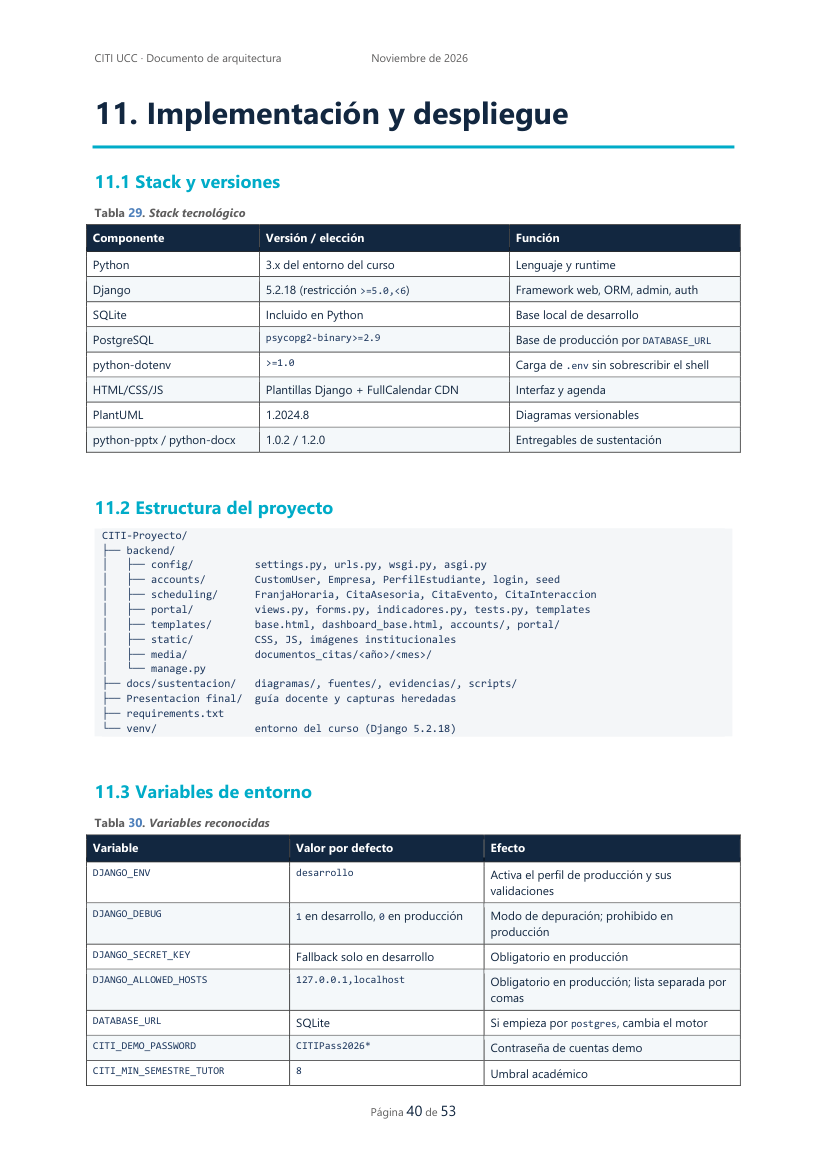 CITI UCC · Documento de arquitectura Noviembre de 2026
11. Implementación y despliegue
11.1 Stack y versiones
Tabla 29. Stack tecnológico
Componente Versión / elección Función
Python 3.x del entorno del curso Lenguaje y runtime
Django 5.2.18 (restricción >=5.0,<6) Framework web, ORM, admin, auth
SQLite Incluido en Python Base local de desarrollo
PostgreSQL psycopg2-binary>=2.9 Base de producción por DATABASE_URL
python-dotenv >=1.0 Carga de .env sin sobrescribir el shell
HTML/CSS/JS Plantillas Django + FullCalendar CDN Interfaz y agenda
PlantUML 1.2024.8 Diagramas versionables
python-pptx / python-docx 1.0.2 / 1.2.0 Entregables de sustentación
11.2 Estructura del proyecto
CITI-Proyecto/
├── backend/
│   ├── config/        settings.py, urls.py, wsgi.py, asgi.py
│   ├── accounts/      CustomUser, Empresa, PerfilEstudiante, login, seed
│   ├── scheduling/    FranjaHoraria, CitaAsesoria, CitaEvento, CitaInteraccion
│   ├── portal/        views.py, forms.py, indicadores.py, tests.py, templates
│   ├── templates/     base.html, dashboard_base.html, accounts/, portal/
│   ├── static/        CSS, JS, imágenes institucionales
│   ├── media/         documentos_citas/<año>/<mes>/
│   └── manage.py
├── docs/sustentacion/   diagramas/, fuentes/, evidencias/, scripts/
├── Presentacion final/  guía docente y capturas heredadas
├── requirements.txt
└── venv/              entorno del curso (Django 5.2.18)
11.3 Variables de entorno
Tabla 30. Variables reconocidas
Variable Valor por defecto Efecto
DJANGO_ENV desarrollo Activa el perfil de producción y sus
validaciones
DJANGO_DEBUG 1 en desarrollo, 0 en producción Modo de depuración; prohibido en
producción
DJANGO_SECRET_KEY Fallback solo en desarrollo Obligatorio en producción
DJANGO_ALLOWED_HOSTS 127.0.0.1,localhost Obligatorio en producción; lista separada por
comas
DATABASE_URL SQLite Si empieza por postgres, cambia el motor
CITI_DEMO_PASSWORD CITIPass2026* Contraseña de cuentas demo
CITI_MIN_SEMESTRE_TUTOR 8 Umbral académico
Página 40 de 53